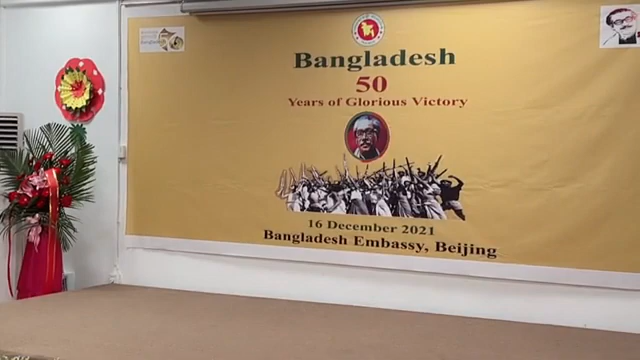 Bangladesh
50
Years of Glorious Victory
16 December 2021
Bangladesh Embassy, Beijing